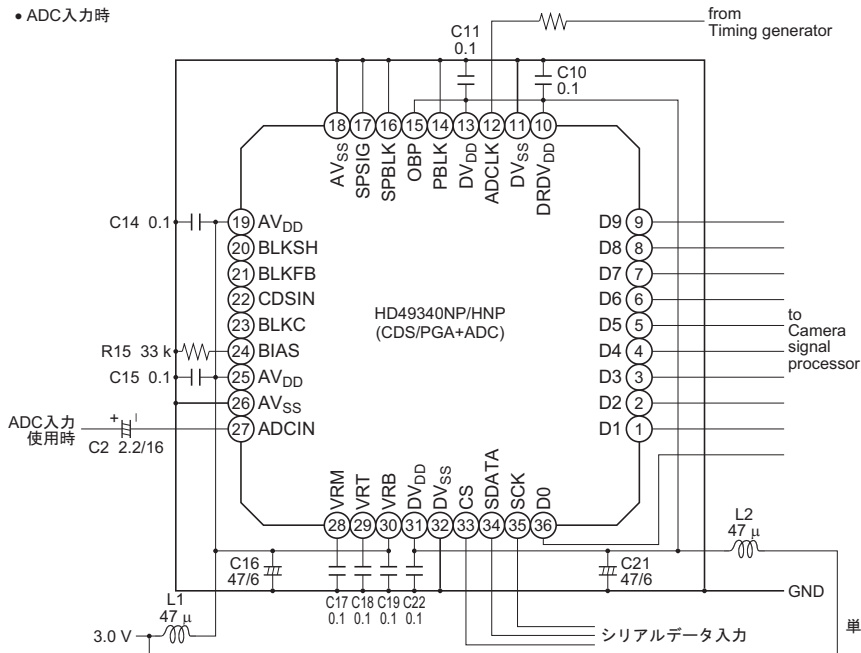 • ADC入力時
from
Timing generator
C11
0.1
C10
0.1
18 17 16 15 14 13 12 11 10
AVSS SPSIG SPBLK OBP PBLK DVDD ADCLK DVSS DRDVDD
C14 0.1
19 AVDD
20 BLKSH
21 BLKFB
22 CDSIN
23 BLKC
R15 33 k
24 BIAS
C15 0.1
25 AVDD
26 AVSS
27 ADCIN
ADC入力
使用時
+ −
C2 2.2/16
HD49340NP/HNP
(CDS/PGA+ADC)
D9 9
D8 8
D7 7
D6 6
D5 5
D4 4
D3 3
D2 2
D1 1
to
Camera
signal
processor
VRM VRT VRB DVDD DVSS CS SDATA SCK D0
28 29 30 31 32 33 34 35 36
C16
47/6
C17 C18 C19 C22
0.1 0.1 0.1 0.1
C21
47/6
L2
47 μ
GND
L1
47 μ
3.0 V
シリアルデータ入力
単